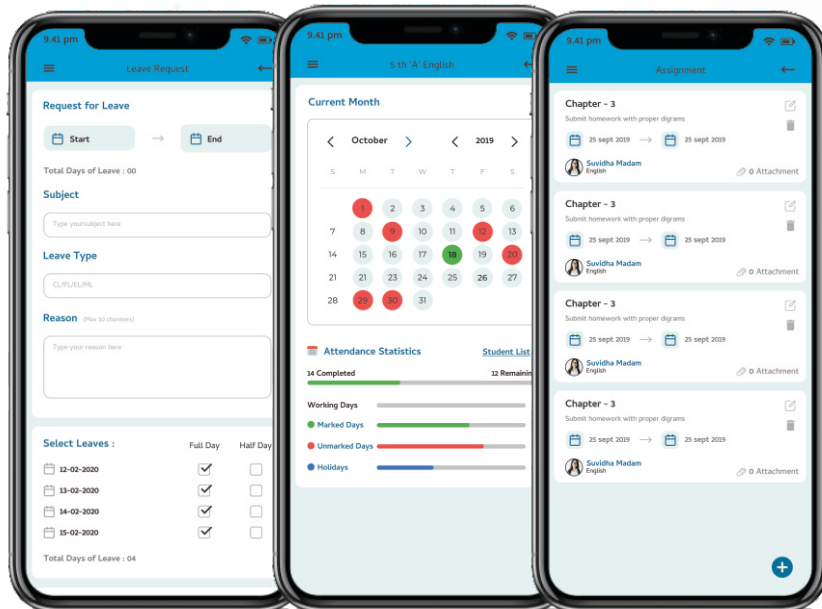 9.41 pm
Leave Request
Request for Leave
Start
End
Total Days of Leave : 00
Subject
Type yoursubject here
Leave Type
CL/PL/EL/ML
Reason (Max 50 charaters)
Type your reason here
Select Leaves :
Full Day
Half Day
12-02-2020
13-02-2020
14-02-2020
15-02-2020
Total Days of Leave : 04
9.41 pm
5 th 'A' English
Current Month
October
2019
S M T W T F S
1 2 3 4 5 6
7 8 9 10 11 12 13
14 15 16 17 18 19 20
21 21 23 24 25 26 27
28 29 30 31
Attendance Statistics
Student List
14 Completed
12 Remainin
Working Days
Marked Days
Unmarked Days
Holidays
9.41 pm
Assignment
Chapter - 3
Submit homework with proper digrams
25 sept 2019
25 sept 2019
Suvidha Madam
English
0 Attachment
Chapter - 3
Submit homework with proper digrams
25 sept 2019
25 sept 2019
Suvidha Madam
English
0 Attachment
Chapter - 3
Submit homework with proper digrams
25 sept 2019
25 sept 2019
Suvidha Madam
English
0 Attachment
Chapter - 3
Submit homework with proper digrams
25 sept 2019
25 sept 2019
Suvidha Madam
English
0 Attachment